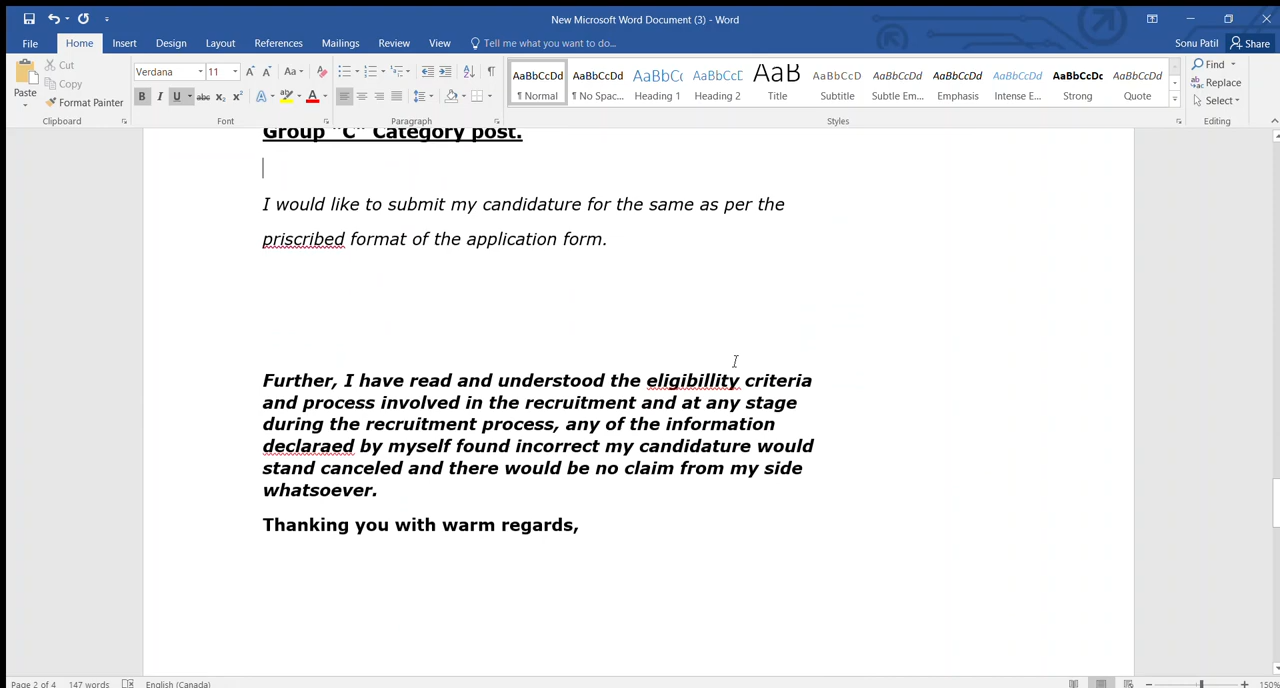 New Microsoft Word Document (3) - Word
File Home Insert Design Layout References Mailings Review View Tell me what you want to do... Sonu Patil Share
Paste Cut Copy Format Painter
Clipboard
Verdana 11 Aa
B I U abc x₂ x² A ab A
Font
Paragraph
AaBbCcDd AaBbCcDd AaBbCc AaBbCcD AaB AaBbCcD AaBbCcDd AaBbCcDd AaBbCcDd AaBbCcDc AaBbCcDd
¶ Normal ¶ No Spac... Heading 1 Heading 2 Title Subtitle Subtle Em... Emphasis Intense E... Strong Quote
Styles
Find
Replace
Select
Editing
Group "C" Category post.
I would like to submit my candidature for the same as per the
priscribed format of the application form.
Further, I have read and understood the eligibillity criteria
and process involved in the recruitment and at any stage
during the recruitment process, any of the information
declaraed by myself found incorrect my candidature would
stand canceled and there would be no claim from my side
whatsoever.
Thanking you with warm regards,
Page 2 of 4 147 words English (Canada) 150%